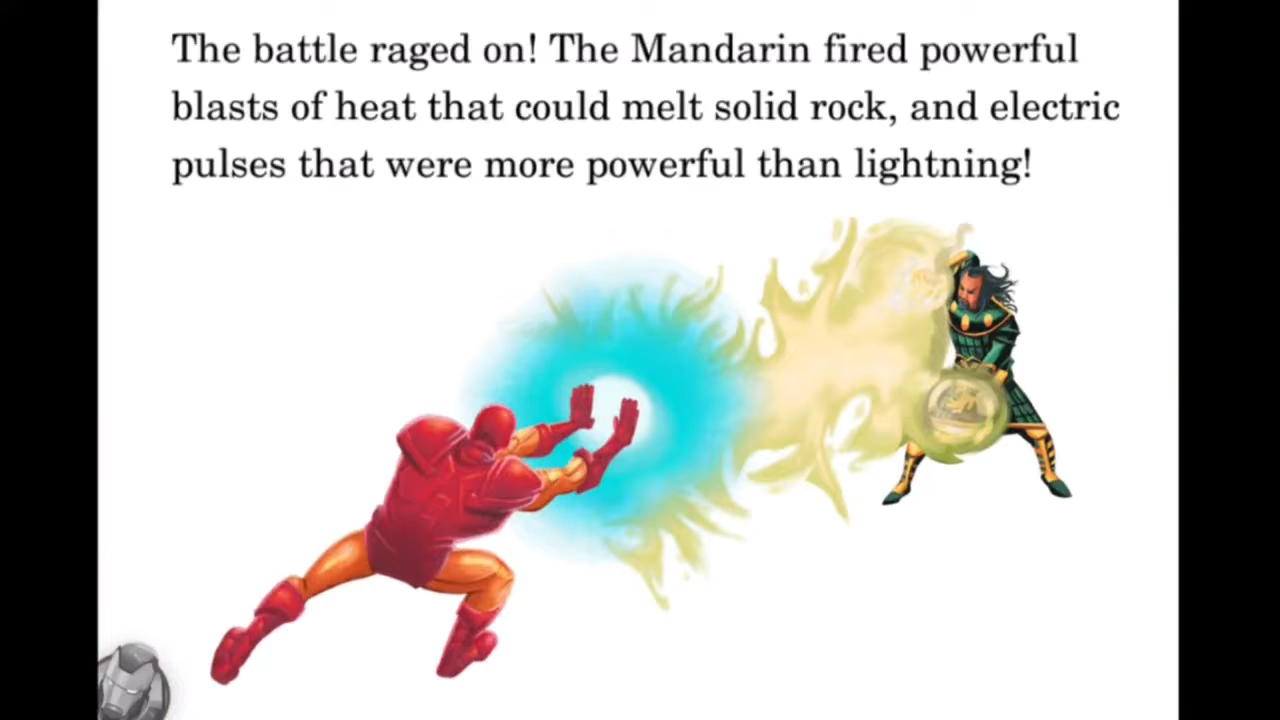 The battle raged on! The Mandarin fired powerful
blasts of heat that could melt solid rock, and electric
pulses that were more powerful than lightning!